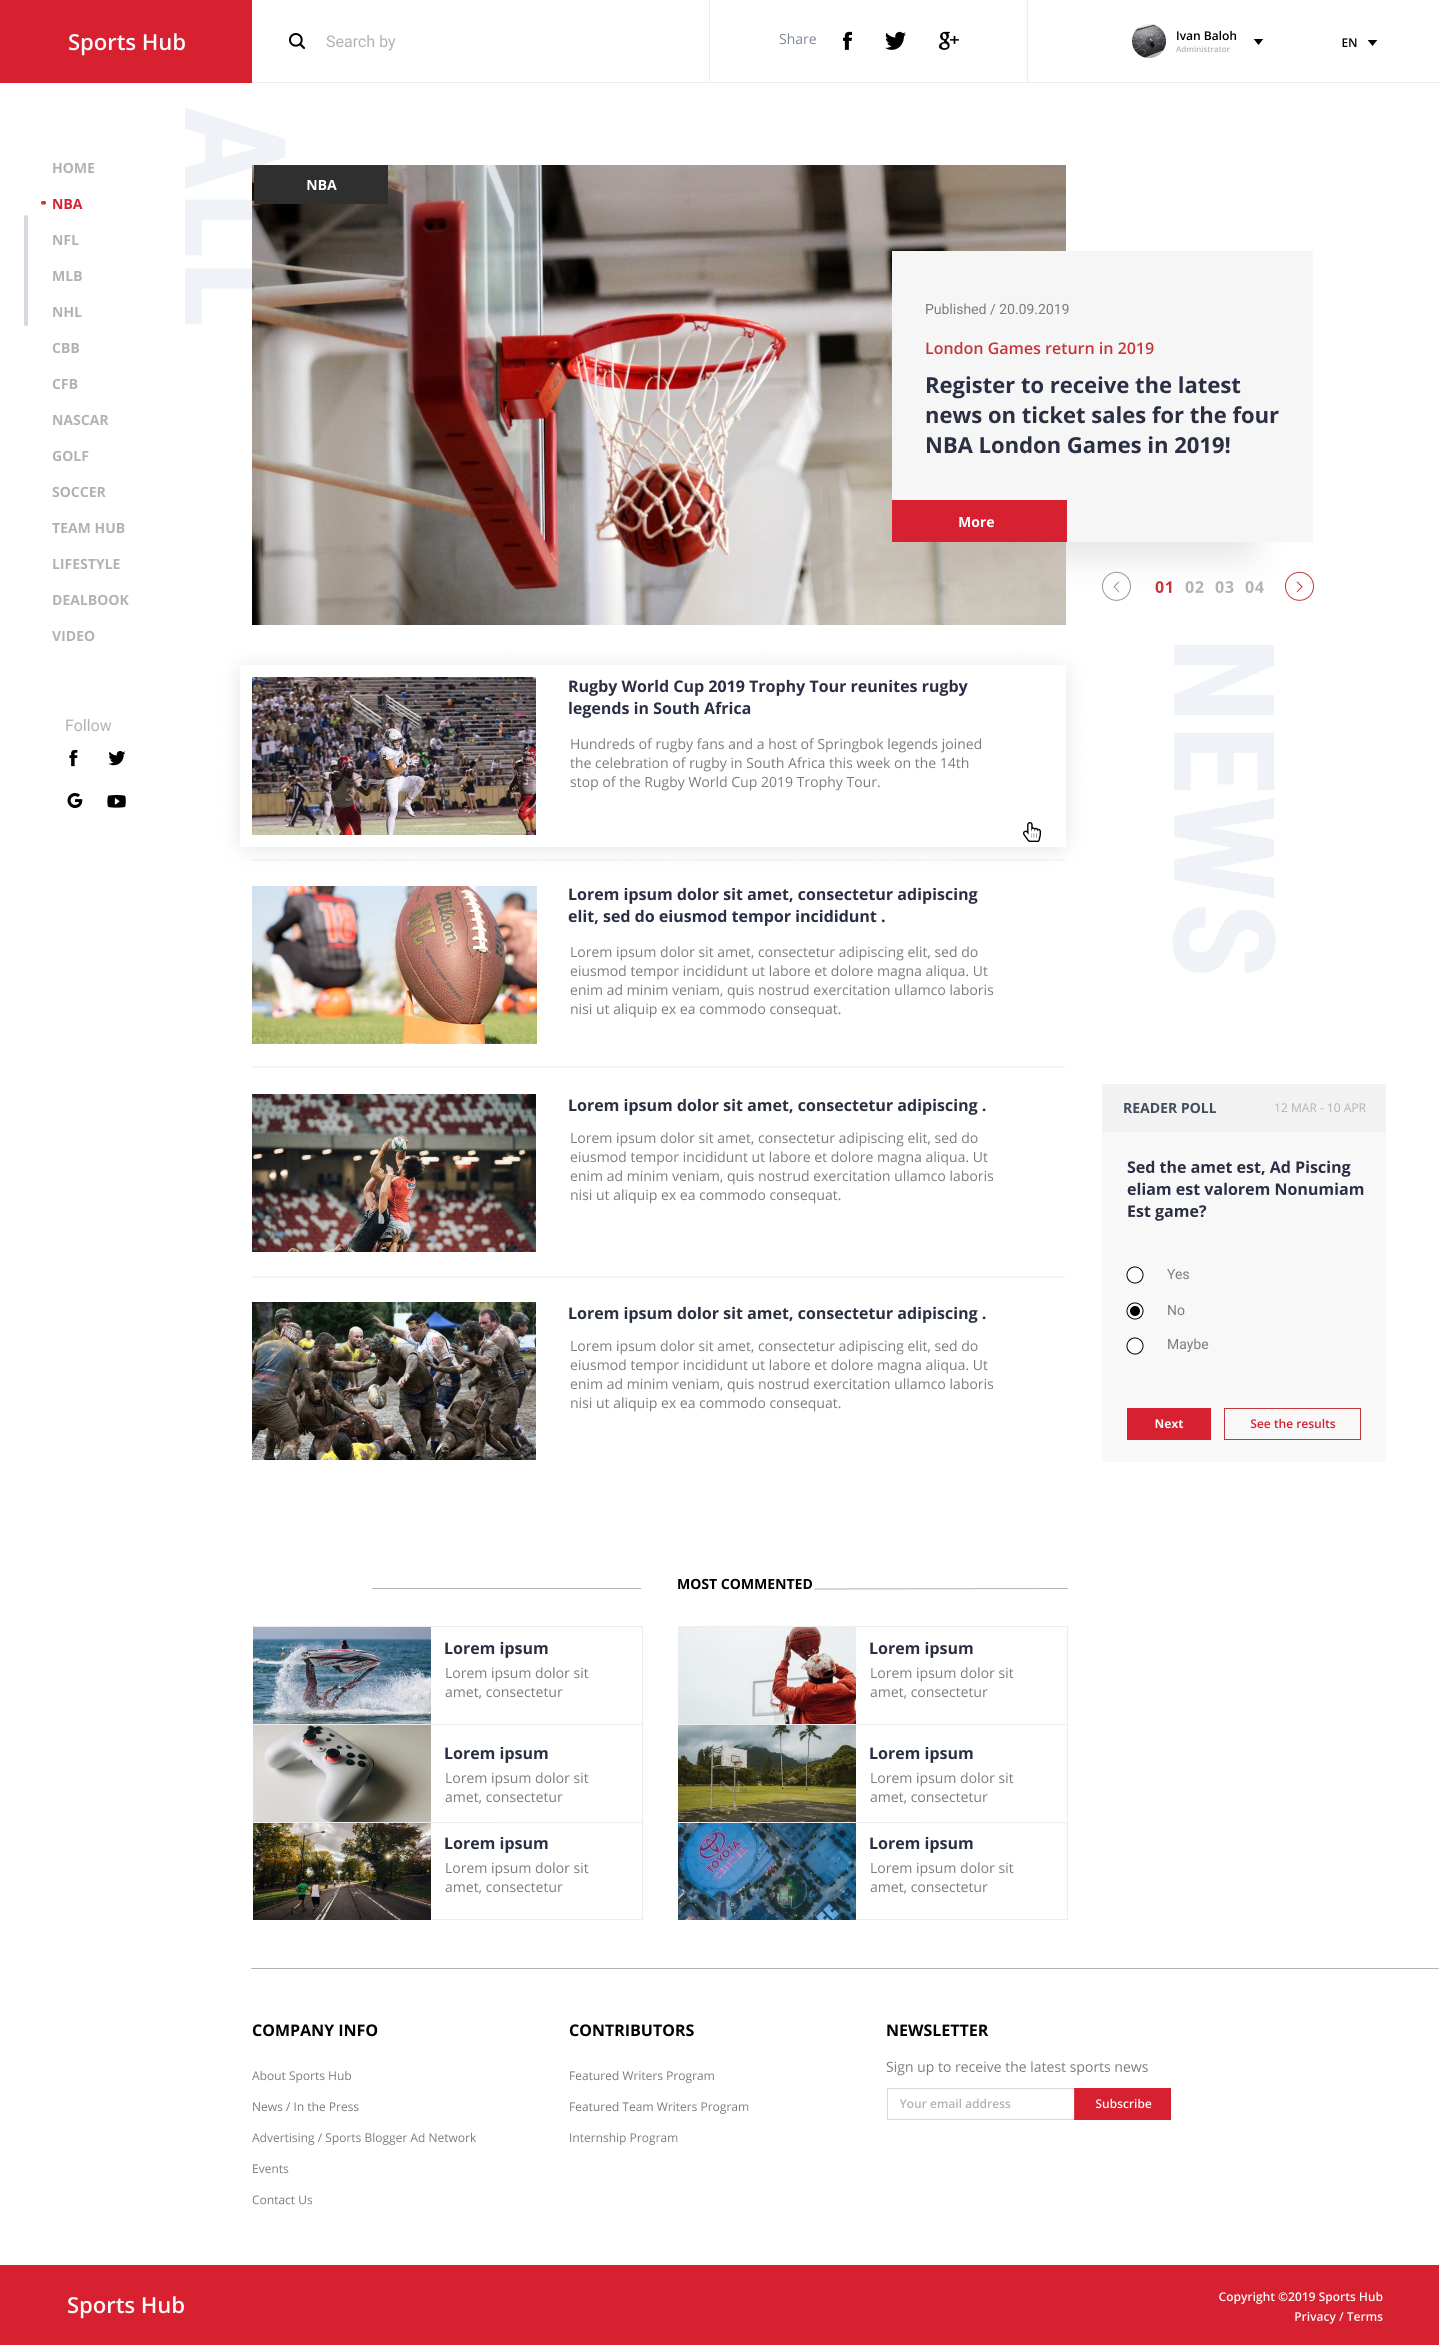 Sports Hub
Search by
Share
Ivan Baloh
Administrator
EN
ALL
HOME
NBA
NFL
MLB
NHL
CBB
CFB
NASCAR
GOLF
SOCCER
TEAM HUB
LIFESTYLE
DEALBOOK
VIDEO
Follow
NBA
Published / 20.09.2019
London Games return in 2019
Register to receive the latest
news on ticket sales for the four
NBA London Games in 2019!
More
01 02 03 04
NEWS
Rugby World Cup 2019 Trophy Tour reunites rugby
legends in South Africa
Hundreds of rugby fans and a host of Springbok legends joined
the celebration of rugby in South Africa this week on the 14th
stop of the Rugby World Cup 2019 Trophy Tour.
Wilson
NFL
Lorem ipsum dolor sit amet, consectetur adipiscing
elit, sed do eiusmod tempor incididunt .
Lorem ipsum dolor sit amet, consectetur adipiscing elit, sed do
eiusmod tempor incididunt ut labore et dolore magna aliqua. Ut
enim ad minim veniam, quis nostrud exercitation ullamco laboris
nisi ut aliquip ex ea commodo consequat.
Lorem ipsum dolor sit amet, consectetur adipiscing .
Lorem ipsum dolor sit amet, consectetur adipiscing elit, sed do
eiusmod tempor incididunt ut labore et dolore magna aliqua. Ut
enim ad minim veniam, quis nostrud exercitation ullamco laboris
nisi ut aliquip ex ea commodo consequat.
Lorem ipsum dolor sit amet, consectetur adipiscing .
Lorem ipsum dolor sit amet, consectetur adipiscing elit, sed do
eiusmod tempor incididunt ut labore et dolore magna aliqua. Ut
enim ad minim veniam, quis nostrud exercitation ullamco laboris
nisi ut aliquip ex ea commodo consequat.
READER POLL
12 MAR - 10 APR
Sed the amet est, Ad Piscing
eliam est valorem Nonumiam
Est game?
Yes
No
Maybe
Next
See the results
MOST COMMENTED
Lorem ipsum
Lorem ipsum dolor sit
amet, consectetur
Lorem ipsum
Lorem ipsum dolor sit
amet, consectetur
Lorem ipsum
Lorem ipsum dolor sit
amet, consectetur
Lorem ipsum
Lorem ipsum dolor sit
amet, consectetur
Lorem ipsum
Lorem ipsum dolor sit
amet, consectetur
TOYOTA
CENTER
Lorem ipsum
Lorem ipsum dolor sit
amet, consectetur
COMPANY INFO
About Sports Hub
News / In the Press
Advertising / Sports Blogger Ad Network
Events
Contact Us
CONTRIBUTORS
Featured Writers Program
Featured Team Writers Program
Internship Program
NEWSLETTER
Sign up to receive the latest sports news
Your email address
Subscribe
Sports Hub
Copyright ©2019 Sports Hub
Privacy / Terms